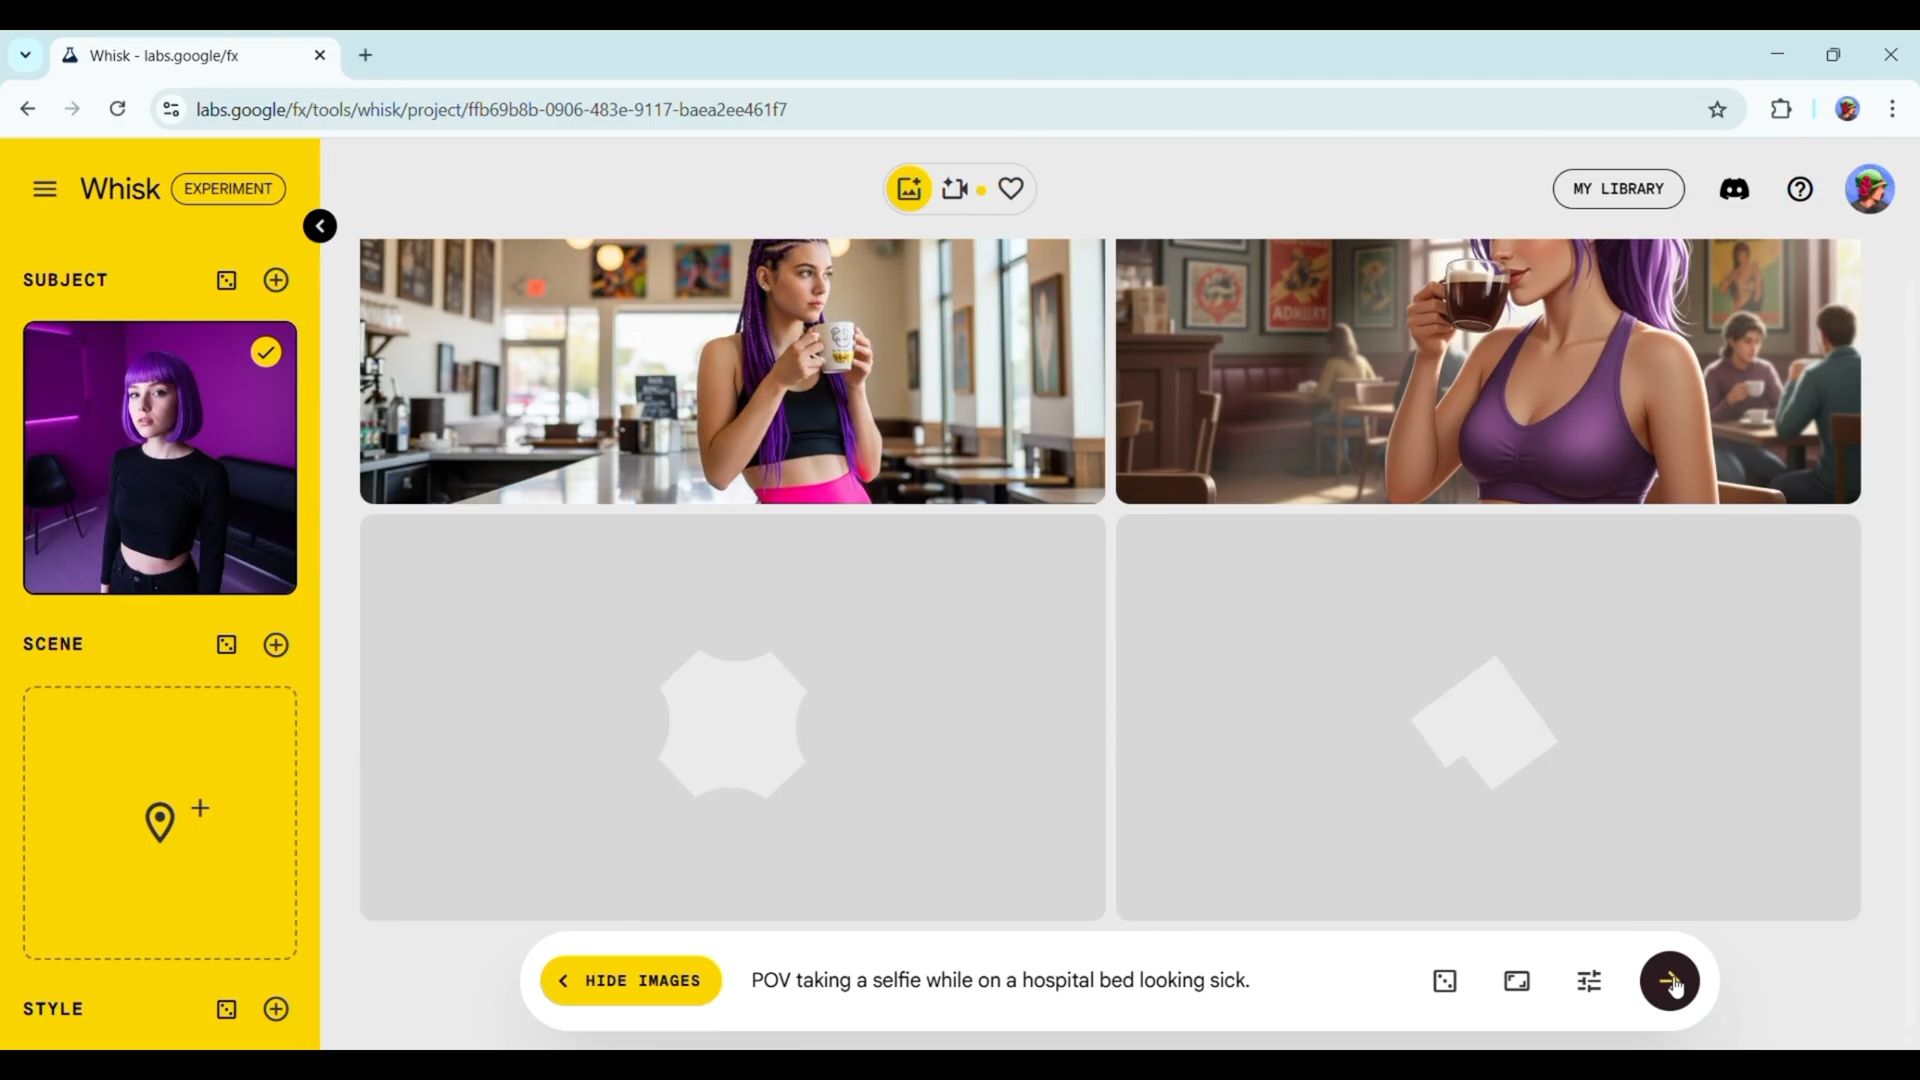 Whisk - labs.google/fx
labs.google/fx/tools/whisk/project/ffb69b8b-0906-483e-9117-baea2ee461f7
Whisk EXPERIMENT
MY LIBRARY
SUBJECT
SCENE
STYLE
HIDE IMAGES
POV taking a selfie while on a hospital bed looking sick.